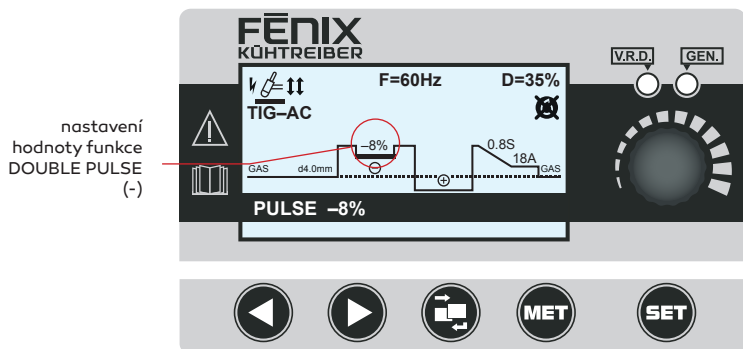 FĒNIX
KÜHTREIBER
V.R.D.
GEN.
F=60Hz
D=35%
TIG–AC
nastavení
hodnoty funkce
DOUBLE PULSE
(-)
–8%
0.8S
18A
GAS
d4.0mm
GAS
PULSE –8%
MET
SET